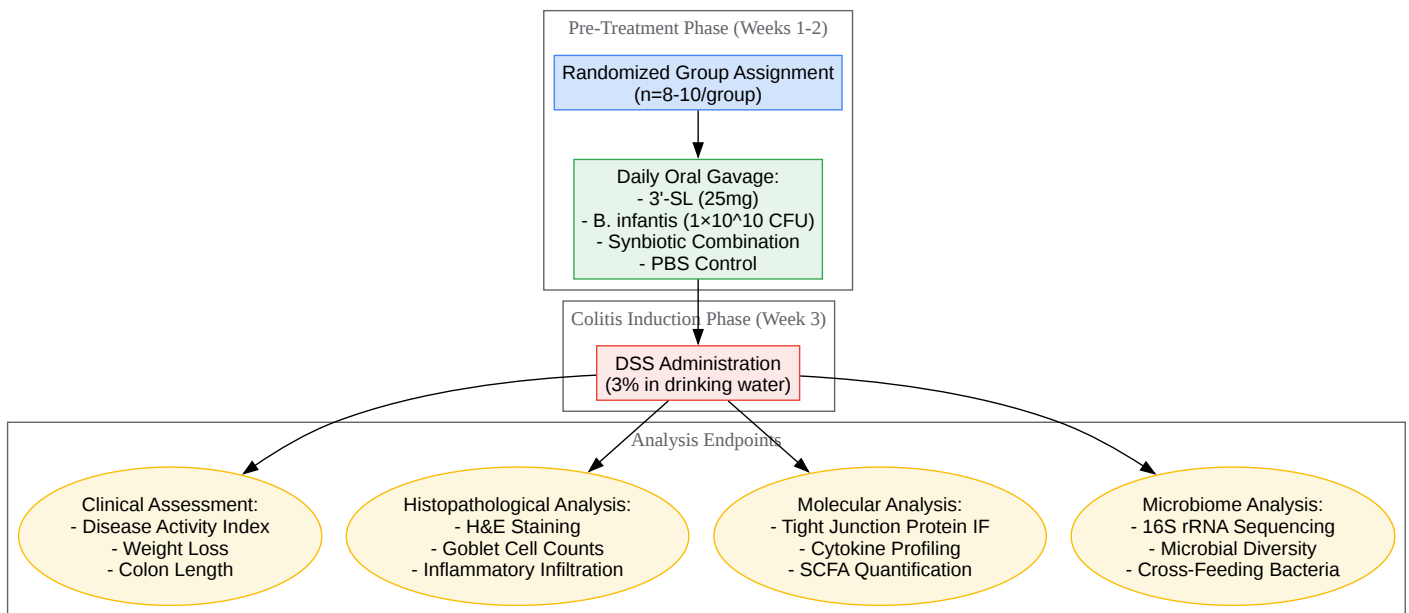 Pre-Treatment Phase (Weeks 1-2)
Randomized Group Assignment
(n=8-10/group)
Daily Oral Gavage:
- 3'-SL (25mg)
- B. infantis (1×10^10 CFU)
- Synbiotic Combination
- PBS Control
Colitis Induction Phase (Week 3)
DSS Administration
(3% in drinking water)
Analysis Endpoints
Clinical Assessment:
- Disease Activity Index
- Weight Loss
- Colon Length
Histopathological Analysis:
- H&E Staining
- Goblet Cell Counts
- Inflammatory Infiltration
Molecular Analysis:
- Tight Junction Protein IF
- Cytokine Profiling
- SCFA Quantification
Microbiome Analysis:
- 16S rRNA Sequencing
- Microbial Diversity
- Cross-Feeding Bacteria